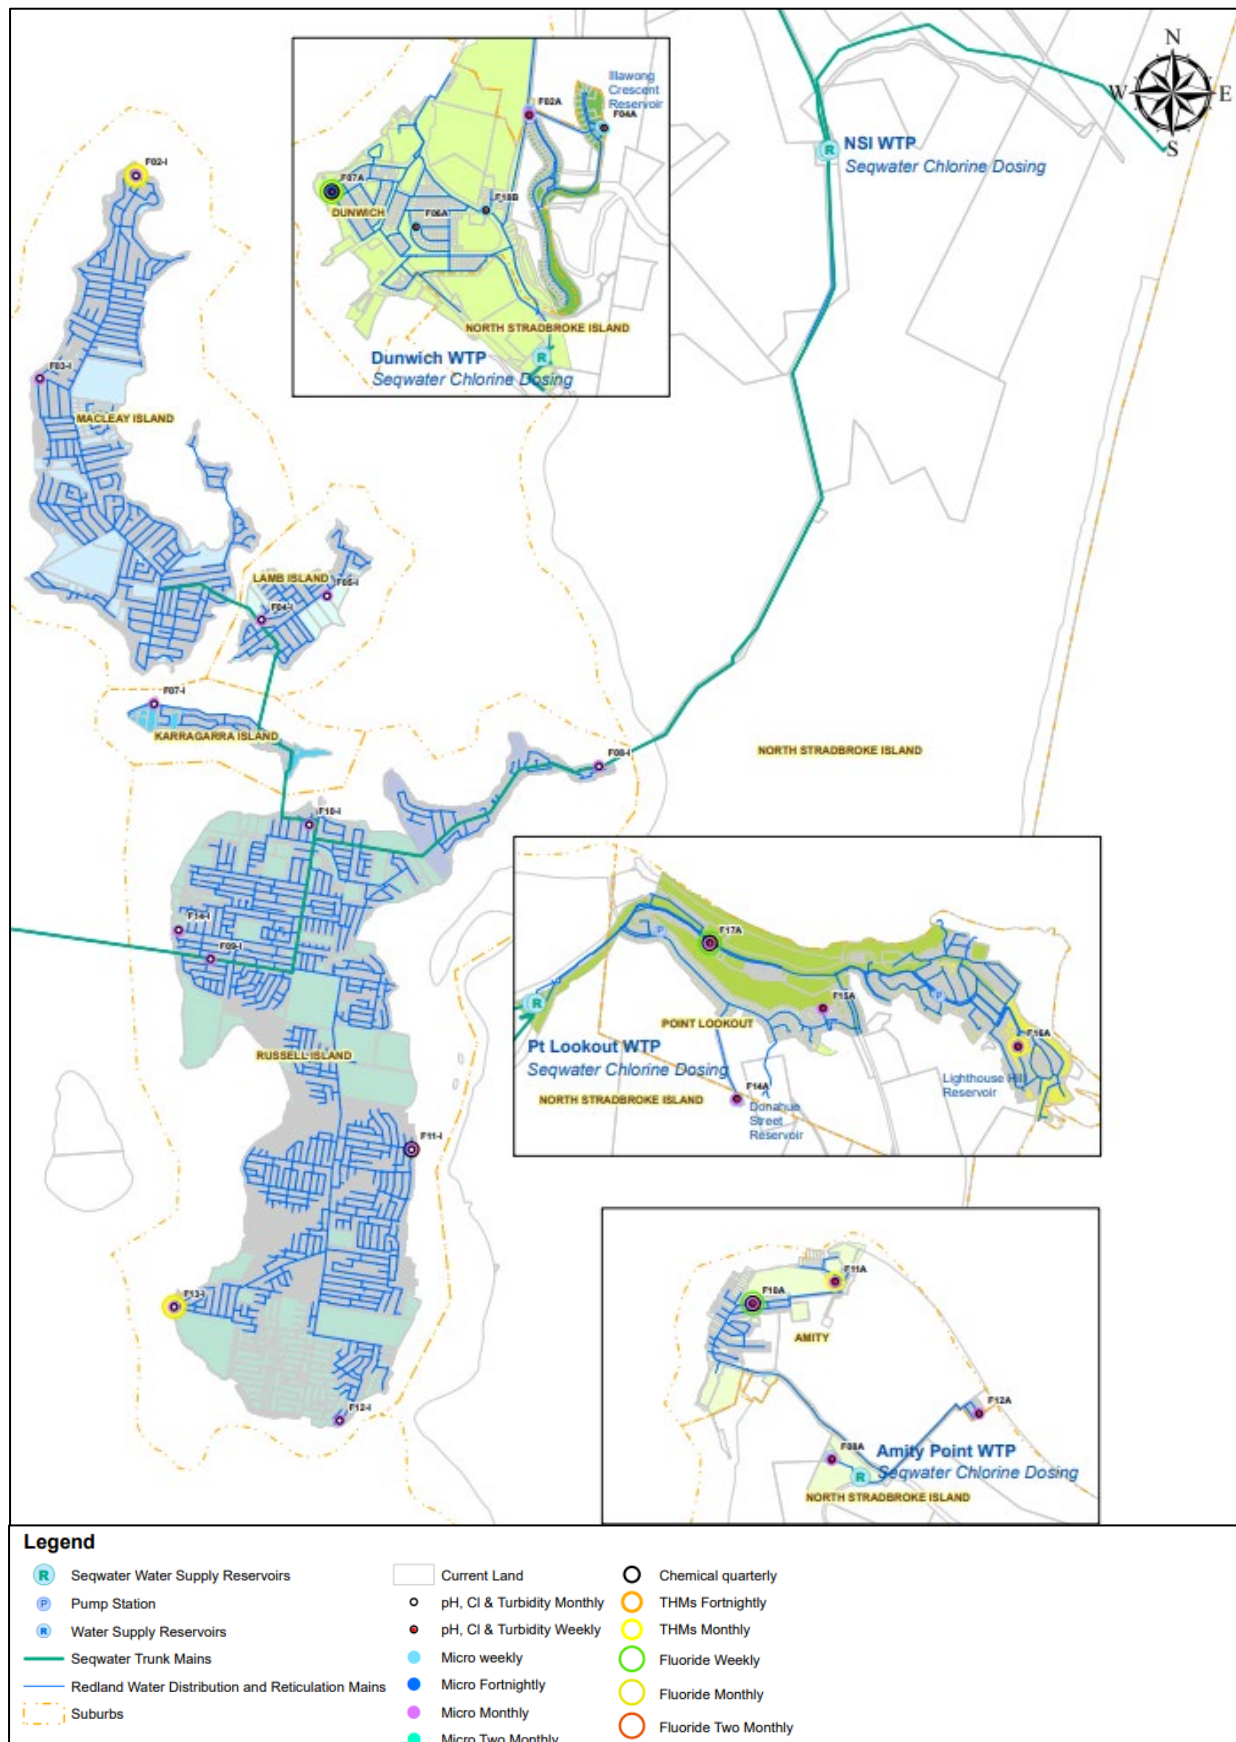 N
W
E
S
NSI WTP
Seqwater Chlorine Dosing
Illawong
Crescent
Reservoir
F02A
F04A
F07A
DUNWICH
F06A
F18B
NORTH STRADBROKE ISLAND
Dunwich WTP
Seqwater Chlorine Dosing
F02-I
F03-I
MACLEAY ISLAND
LAMB ISLAND
F05-I
F04-I
F07-I
KARRAGARRA ISLAND
F08-I
NORTH STRADBROKE ISLAND
F10-I
F14-I
F09-I
RUSSELL ISLAND
F11-I
F13-I
F12-I
P
F17A
R
F15A
P
POINT LOOKOUT
F16A
Pt Lookout WTP
Seqwater Chlorine Dosing
Lighthouse Hill
Reservoir
NORTH STRADBROKE ISLAND
F14A
Donahue
Street
Reservoir
F11A
F10A
AMITY
F12A
F08A
Amity Point WTP
R
Seqwater Chlorine Dosing
NORTH STRADBROKE ISLAND
Legend
R Seqwater Water Supply Reservoirs
P Pump Station
R Water Supply Reservoirs
Seqwater Trunk Mains
Redland Water Distribution and Reticulation Mains
Suburbs
Current Land
pH, Cl & Turbidity Monthly
pH, Cl & Turbidity Weekly
Micro weekly
Micro Fortnightly
Micro Monthly
Micro Two Monthly
Chemical quarterly
THMs Fortnightly
THMs Monthly
Fluoride Weekly
Fluoride Monthly
Fluoride Two Monthly